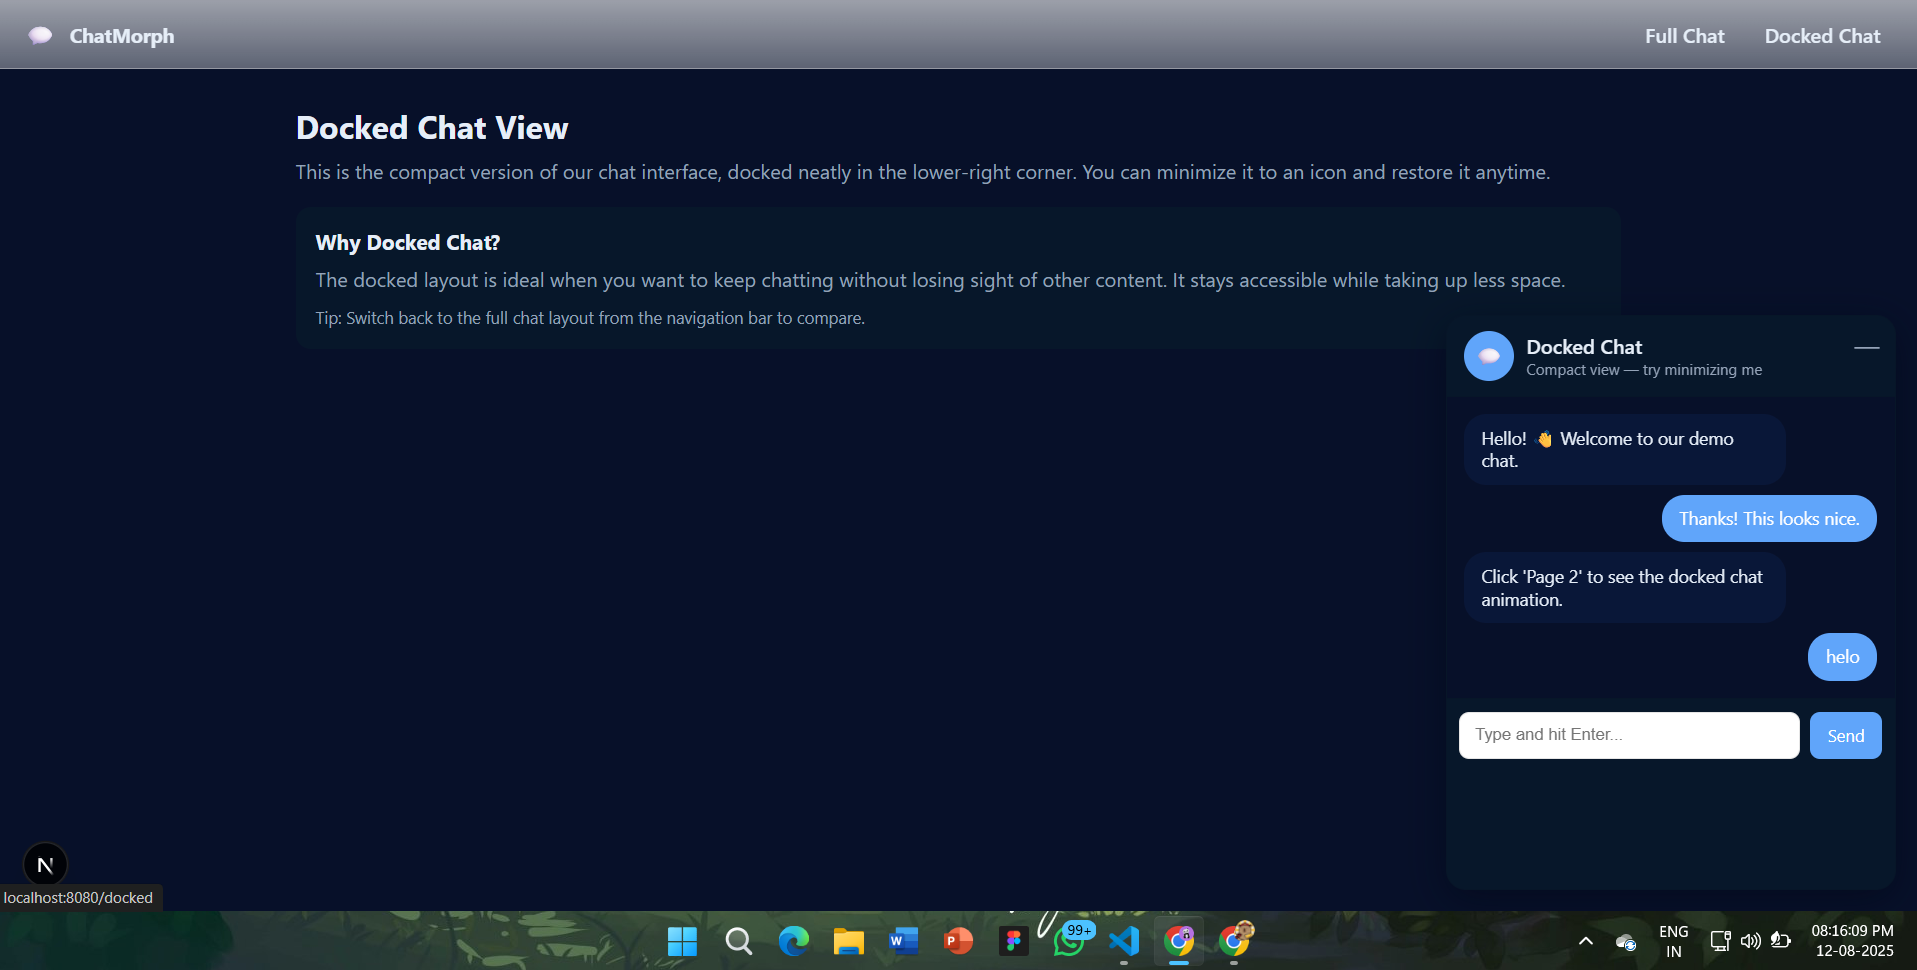 ChatMorph
Full Chat
Docked Chat
Docked Chat View
This is the compact version of our chat interface, docked neatly in the lower-right corner. You can minimize it to an icon and restore it anytime.
Why Docked Chat?
The docked layout is ideal when you want to keep chatting without losing sight of other content. It stays accessible while taking up less space.
Tip: Switch back to the full chat layout from the navigation bar to compare.
Docked Chat
Compact view — try minimizing me
Hello! 👋 Welcome to our demo
chat.
Thanks! This looks nice.
Click 'Page 2' to see the docked chat
animation.
helo
Type and hit Enter...
Send
N
localhost:8080/docked
W
P
99+
ENG
IN
08:16:09 PM
12-08-2025